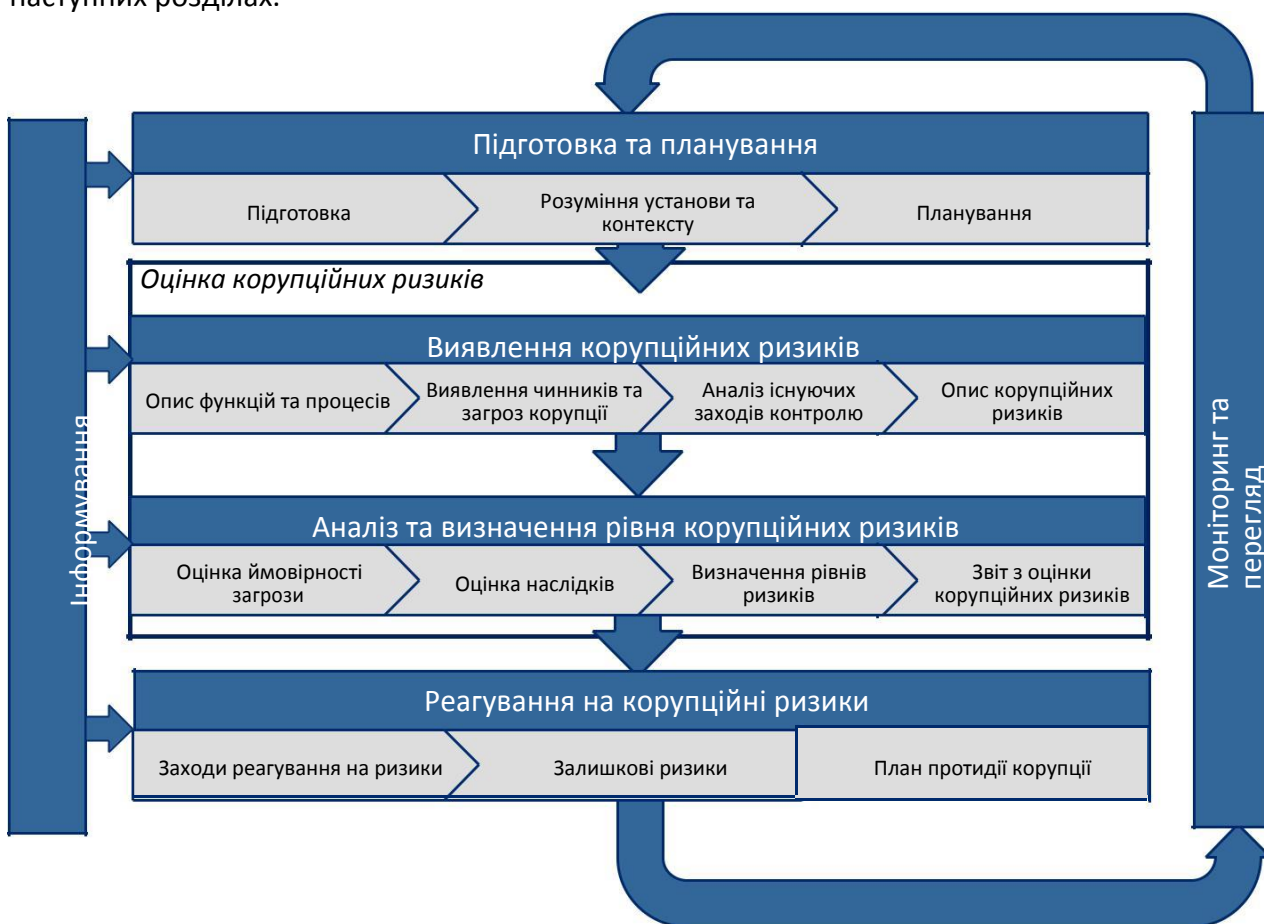 наступних розділах.
Підготовка та планування
Підготовка
Розуміння установи та
контексту
Планування
Оцінка корупційних ризиків
Виявлення корупційних ризиків
Опис функцій та процесів
Виявлення чинників та
загроз корупції
Аналіз існуючих
заходів контролю
Опис корупційних
ризиків
Аналіз та визначення рівня корупційних ризиків
Оцінка ймовірності
загрози
Оцінка наслідків
Визначення рівнів
ризиків
Звіт з оцінки
корупційних ризиків
Реагування на корупційні ризики
Заходи реагування на ризики
Залишкові ризики
План протидії корупції
Інформування
Моніторинг та
перегляд